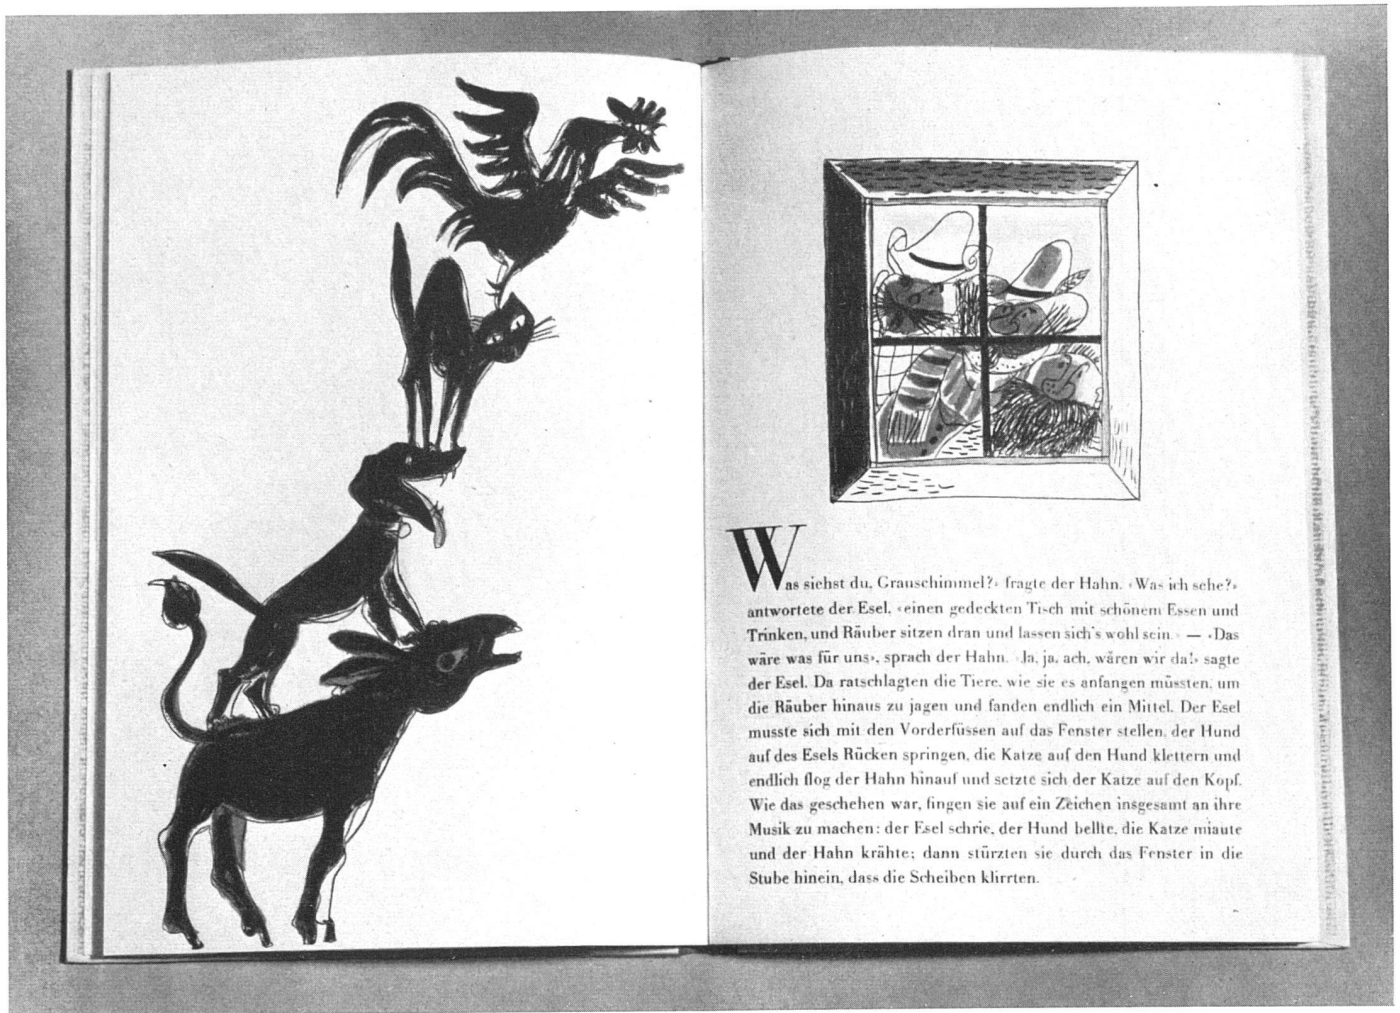 Was siehst du, Grauschimmel?» fragte der Hahn. «Was ich sehe?»
antwortete der Esel, «einen gedeckten Tisch mit schönem Essen und
Trinken, und Räuber sitzen dran und lassen sich's wohl sein.» — «Das
wäre was für uns», sprach der Hahn. «Ja, ja, ach, wären wir da!» sagte
der Esel. Da ratschlagten die Tiere, wie sie es anfangen müssten, um
die Räuber hinaus zu jagen und fanden endlich ein Mittel. Der Esel
musste sich mit den Vorderfüssen auf das Fenster stellen, der Hund
auf des Esels Rücken springen, die Katze auf den Hund klettern und
endlich flog der Hahn hinauf und setzte sich der Katze auf den Kopf.
Wie das geschehen war, fingen sie auf ein Zeichen insgesamt an ihre
Musik zu machen: der Esel schrie, der Hund bellte, die Katze miaute
und der Hahn krähte; dann stürzten sie durch das Fenster in die
Stube hinein, dass die Scheiben klirrten.